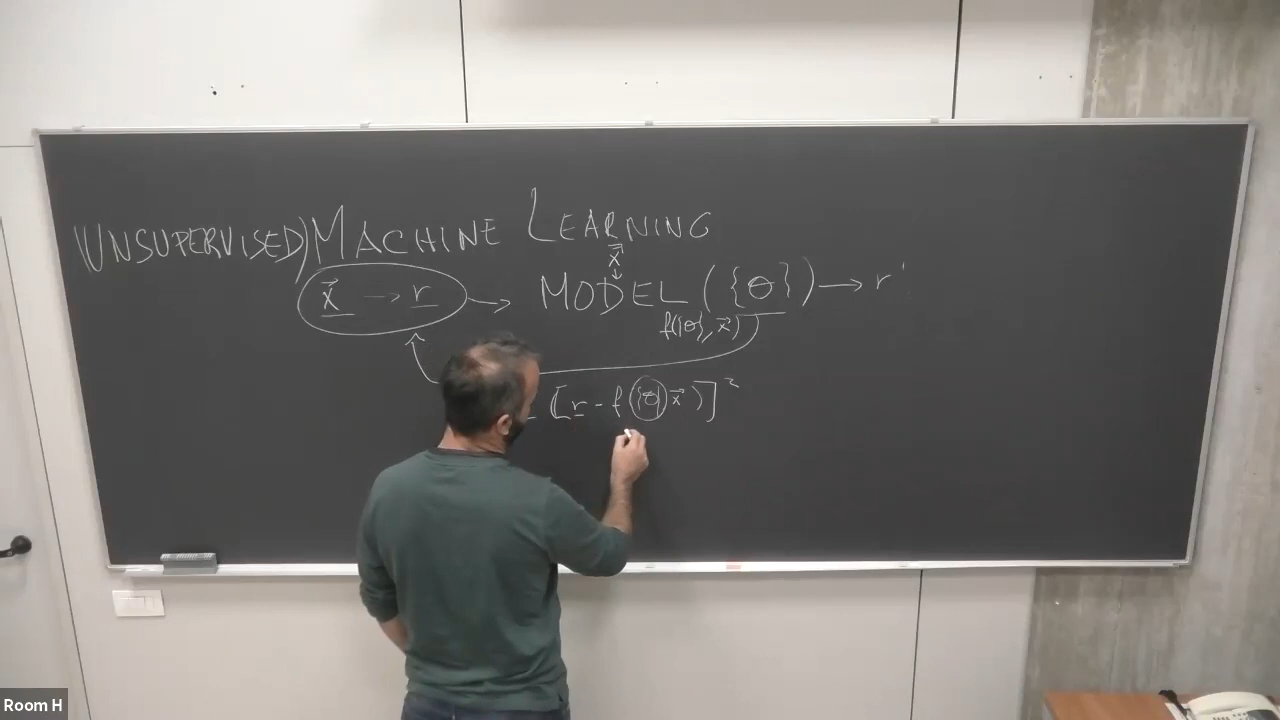 (UNSUPERVISED) MACHINE LEARNING
x⃗
↓
x⃗ → r → MODEL ({θ}) → r'
f({θ}, x⃗)
[r - f({θ} x⃗)]²
Room H